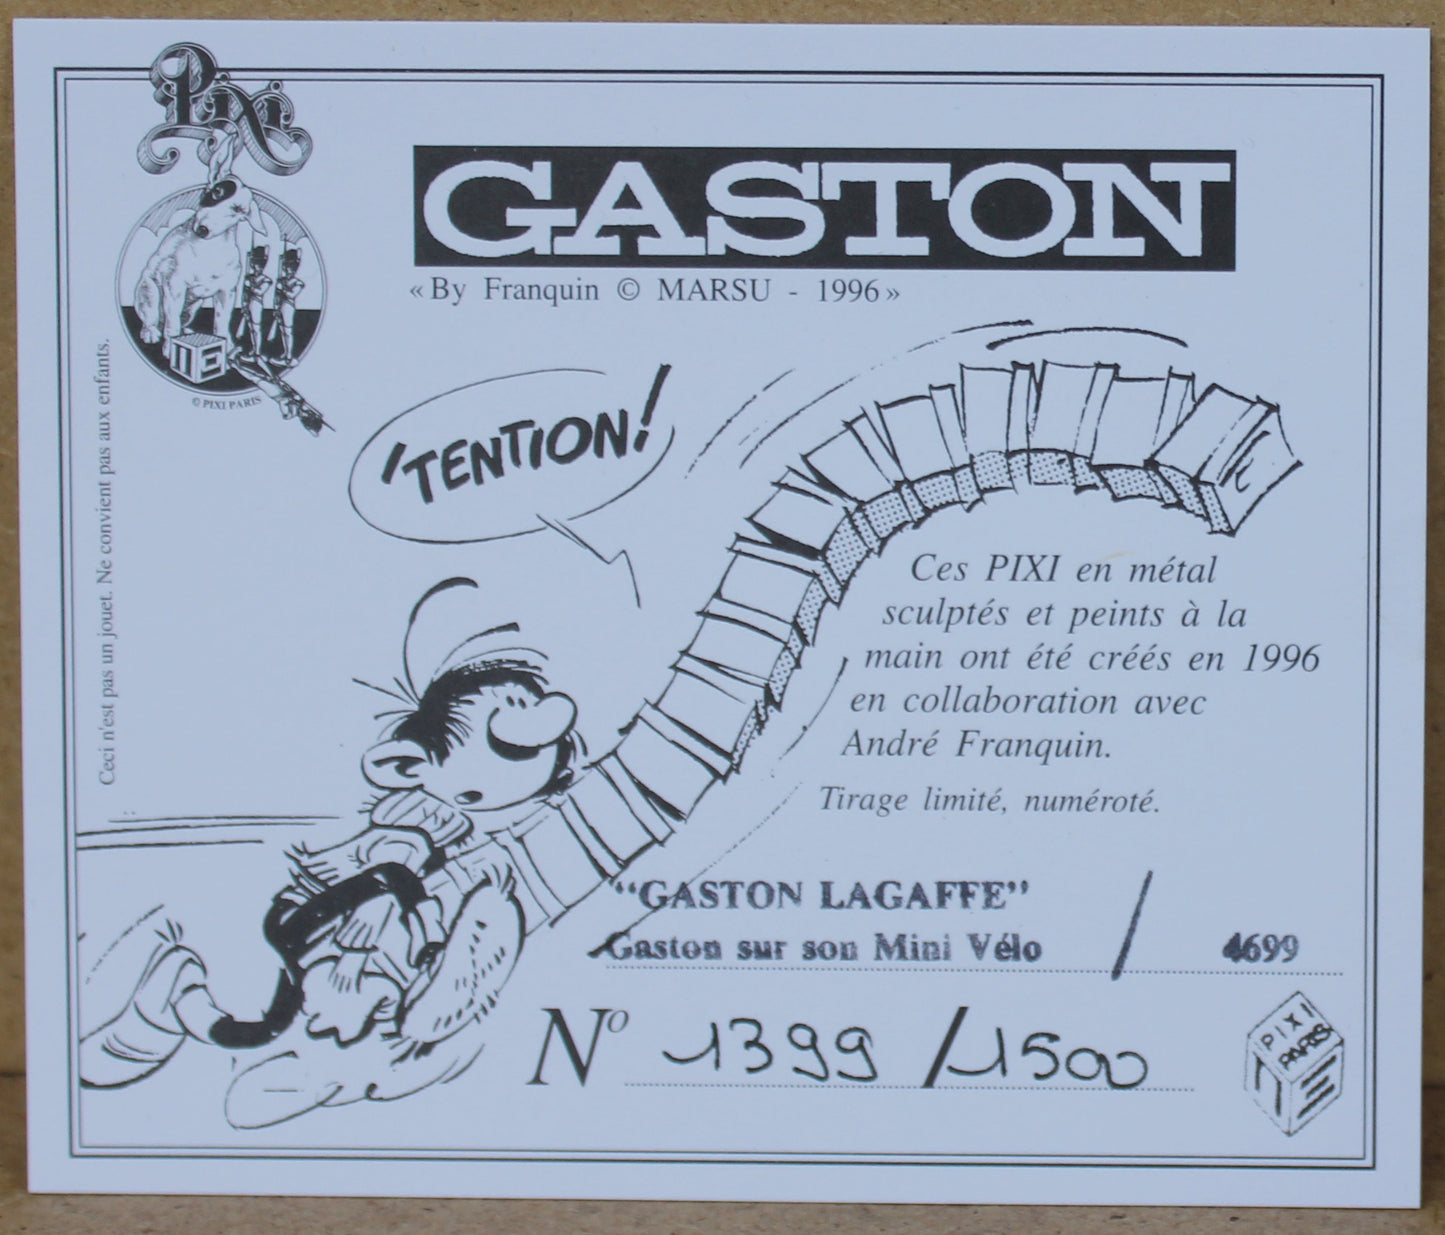 Pixi
GASTON
«By Franquin © MARSU - 1996»
© PIXI PARIS
Ceci n'est pas un jouet. Ne convient pas aux enfants.
'TENTION!
Ces PIXI en métal
sculptés et peints à la
main ont été créés en 1996
en collaboration avec
André Franquin.
Tirage limité, numéroté.
"GASTON LAGAFFE"
Gaston sur son Mini Vélo / 4699
N° 1399 /1500
PIXI
PARIS